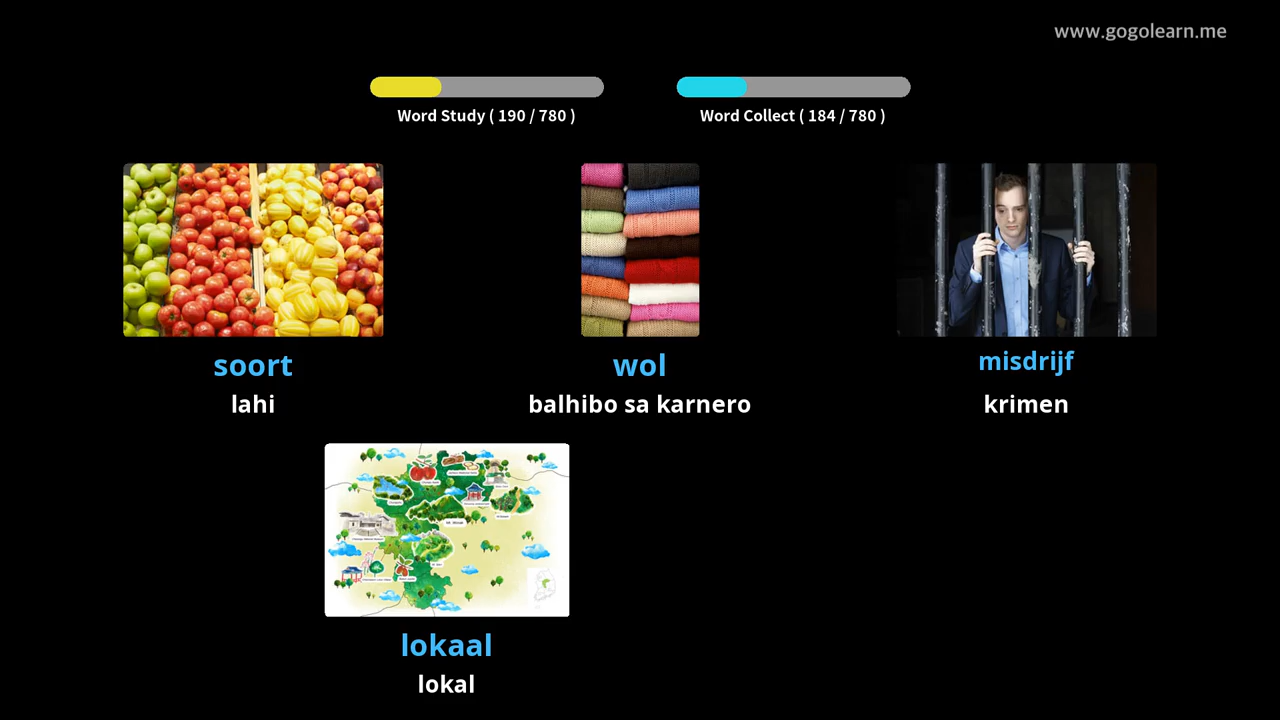 www.gogolearn.me
Word Study ( 190 / 780 )
Word Collect ( 184 / 780 )
soort
wol
misdrijf
lahi
balhibo sa karnero
krimen
lokaal
lokal